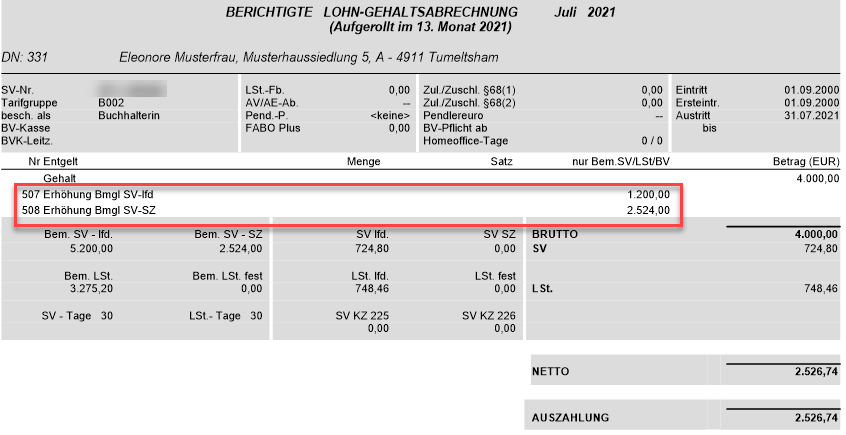 BERICHTIGTE LOHN-GEHALTSABRECHNUNG Juli 2021
(Aufgerollt im 13. Monat 2021)
DN: 331 Eleonore Musterfrau, Musterhaussiedlung 5, A - 4911 Tumeltsham
SV-Nr. LSt.-Fb. 0,00 Zul./Zuschl. §68(1) 0,00 Eintritt 01.09.2000
Tarifgruppe B002 AV/AE-Ab. -- Zul./Zuschl. §68(2) 0,00 Ersteintr. 01.09.2000
besch. als Buchhalterin Pend.-P. <keine> Pendlereuro -- Austritt 31.07.2021
BV-Kasse FABO Plus 0,00 BV-Pflicht ab bis
BVK-Leitz. Homeoffice-Tage 0 / 0
Nr Entgelt Menge Satz nur Bem.SV/LSt/BV Betrag (EUR)
Gehalt 4.000,00
507 Erhöhung Bmgl SV-lfd 1.200,00
508 Erhöhung Bmgl SV-SZ 2.524,00
Bem. SV - lfd. Bem. SV - SZ SV lfd SV SZ BRUTTO 4.000,00
5.200,00 2.524,00 724,80 0,00 SV 724,80
Bem. LSt. Bem. LSt. fest LSt. lfd. LSt. fest
3.275,20 0,00 748,46 0,00 LSt. 748,46
SV - Tage 30 LSt.- Tage 30 SV KZ 225 SV KZ 226
0,00 0,00
NETTO 2.526,74
AUSZAHLUNG 2.526,74